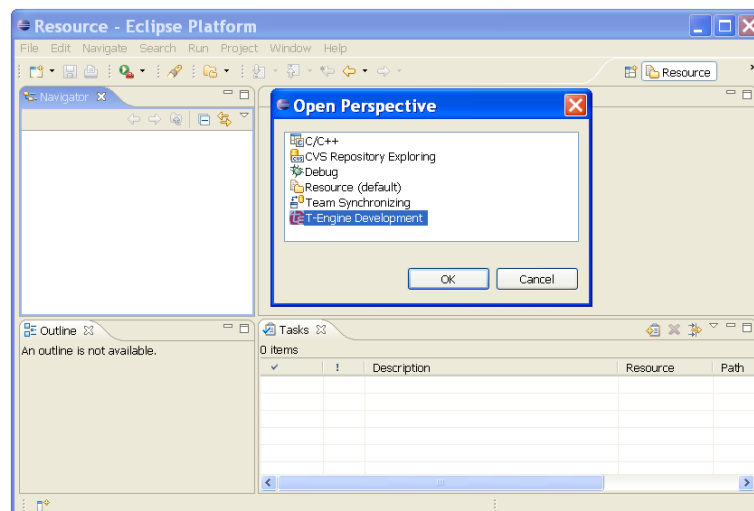 Resource - Eclipse Platform
File Edit Navigate Search Run Project Window Help
Resource
Navigator
Open Perspective
C/C++
CVS Repository Exploring
Debug
Resource (default)
Team Synchronizing
T-Engine Development
OK Cancel
Outline
An outline is not available.
Tasks
0 items
! Description Resource Path